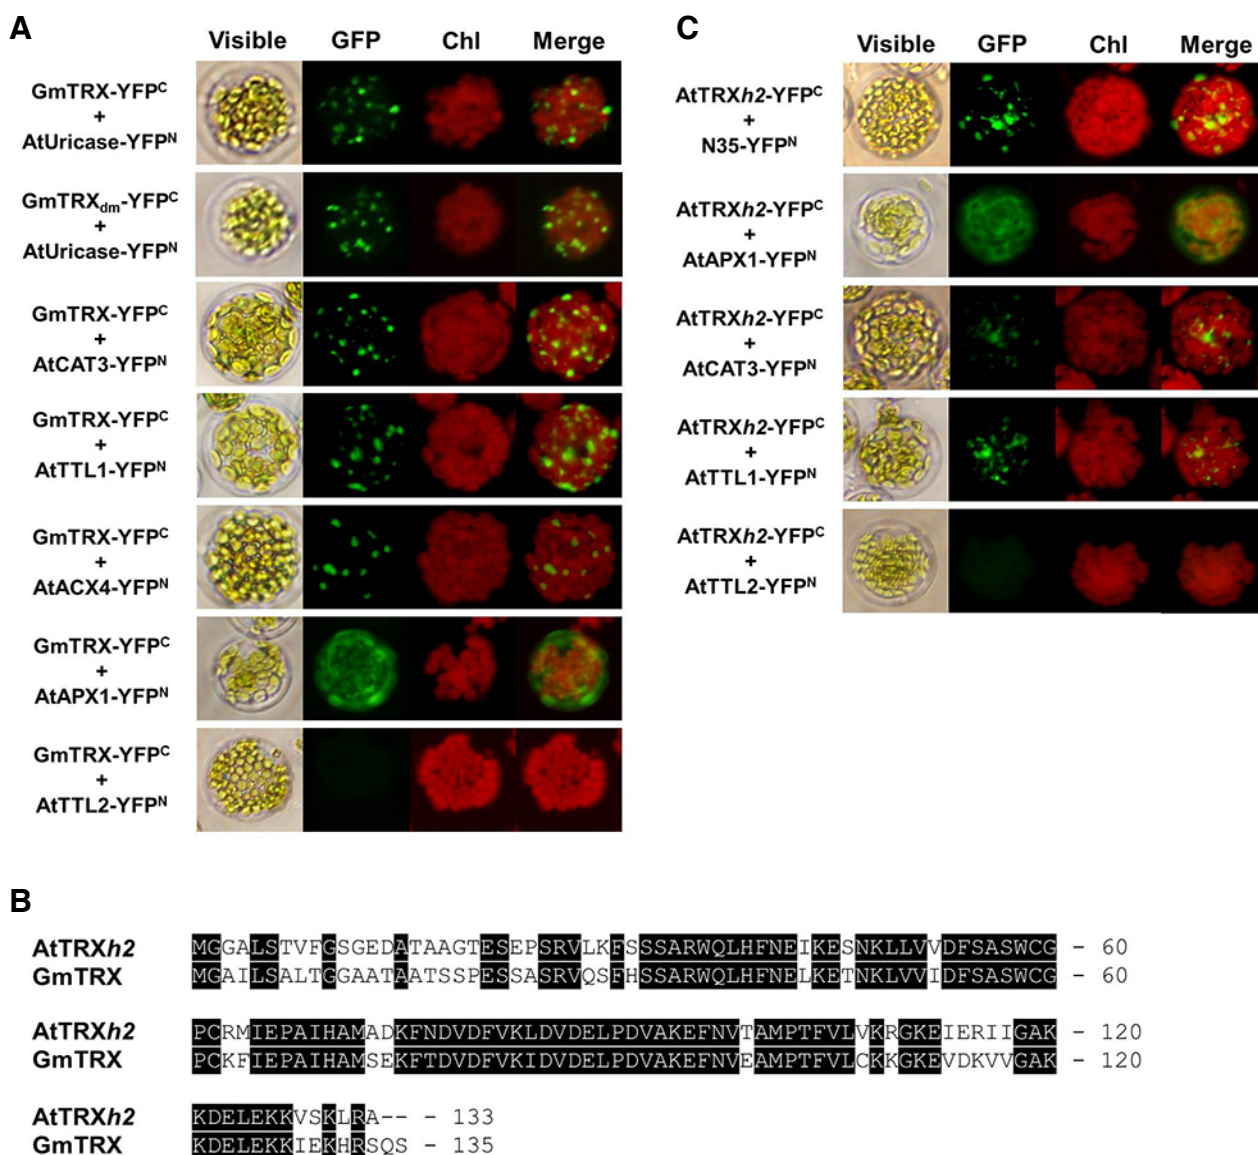 A
Visible GFP Chl Merge
GmTRX-YFPC
+
AtUricase-YFPN
GmTRXdm-YFPC
+
AtUricase-YFPN
GmTRX-YFPC
+
AtCAT3-YFPN
GmTRX-YFPC
+
AtTTL1-YFPN
GmTRX-YFPC
+
AtACX4-YFPN
GmTRX-YFPC
+
AtAPX1-YFPN
GmTRX-YFPC
+
AtTTL2-YFPN
C
Visible GFP Chl Merge
AtTRXh2-YFPC
+
N35-YFPN
AtTRXh2-YFPC
+
AtAPX1-YFPN
AtTRXh2-YFPC
+
AtCAT3-YFPN
AtTRXh2-YFPC
+
AtTTL1-YFPN
AtTRXh2-YFPC
+
AtTTL2-YFPN
B
AtTRXh2 MGGALSTVFGSGEDATAAGTESEPSRVLKFSSSARWQLHFNEIKESNKLLVVDFSASWCG - 60
GmTRX MGAILSALTGGAATAATSSPESSASRVQSFHSSARWQLHFNELKETNKLVVIDFSASWCG - 60
AtTRXh2 PCRMIEPAIHAMADKFNDVDFVKLDVDELPDVAKEFNVTAMPTFVLVKRGKEIERIIGAK - 120
GmTRX PCKFIEPAIHAMSEKFTDVDFVKIDVDELPDVAKEFNVEAMPTFVLCKKGKEVDKVVGAK - 120
AtTRXh2 KDELEKKVSKLRA-- - 133
GmTRX KDELEKKIEKHRSQS - 135